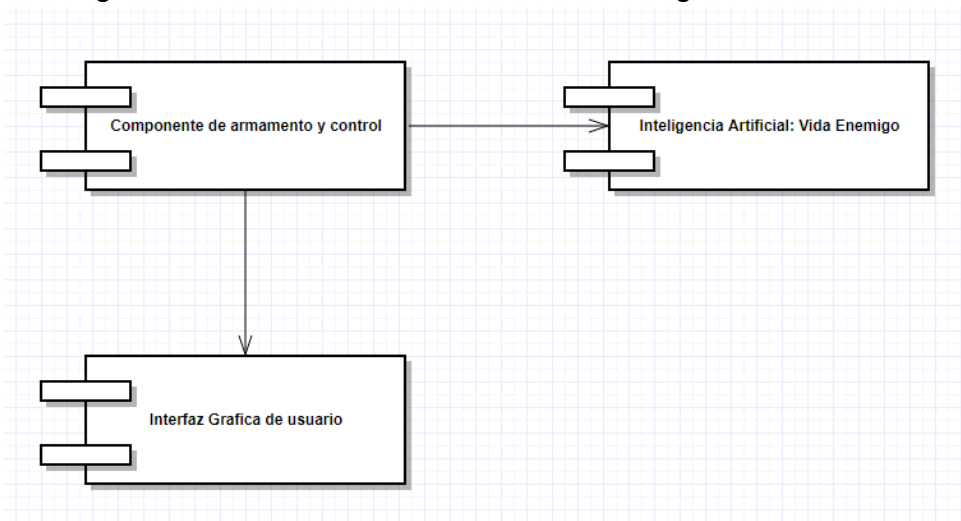 Componente de armamento y control
Inteligencia Artificial: Vida Enemigo
Interfaz Grafica de usuario